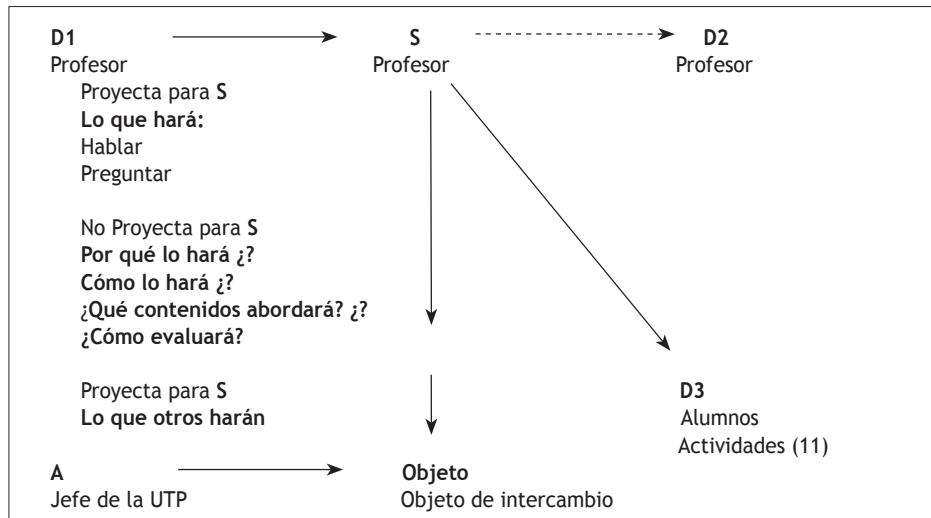 D1 S D2
Profesor Profesor Profesor
Proyecta para S
Lo que hará:
Hablar
Preguntar
No Proyecta para S
Por qué lo hará ¿?
Cómo lo hará ¿?
¿Qué contenidos abordará? ¿?
¿Cómo evaluará?
Proyecta para S
Lo que otros harán
D3
Alumnos
Actividades (11)
A Objeto
Jefe de la UTP Objeto de intercambio